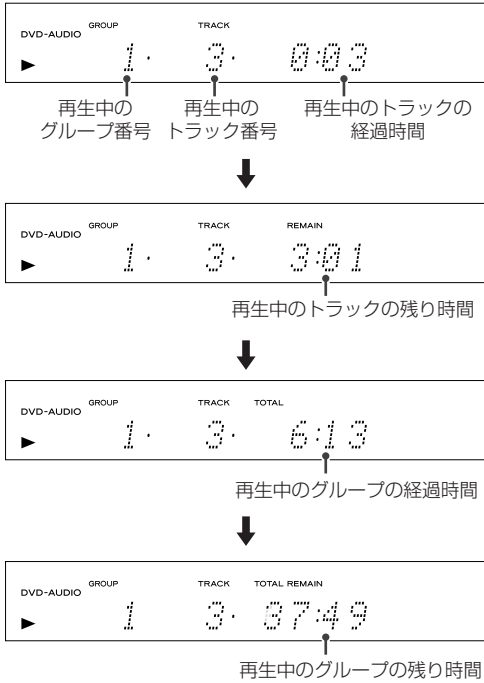 GROUP TRACK
DVD-AUDIO
1· 3· 0:03
再生中の 再生中の 再生中のトラックの
グループ番号 トラック番号 経過時間
GROUP TRACK REMAIN
DVD-AUDIO
1· 3· 3:01
再生中のトラックの残り時間
GROUP TRACK TOTAL
DVD-AUDIO
1· 3· 6:13
再生中のグループの経過時間
GROUP TRACK TOTAL REMAIN
DVD-AUDIO
1 3· 37:49
再生中のグループの残り時間